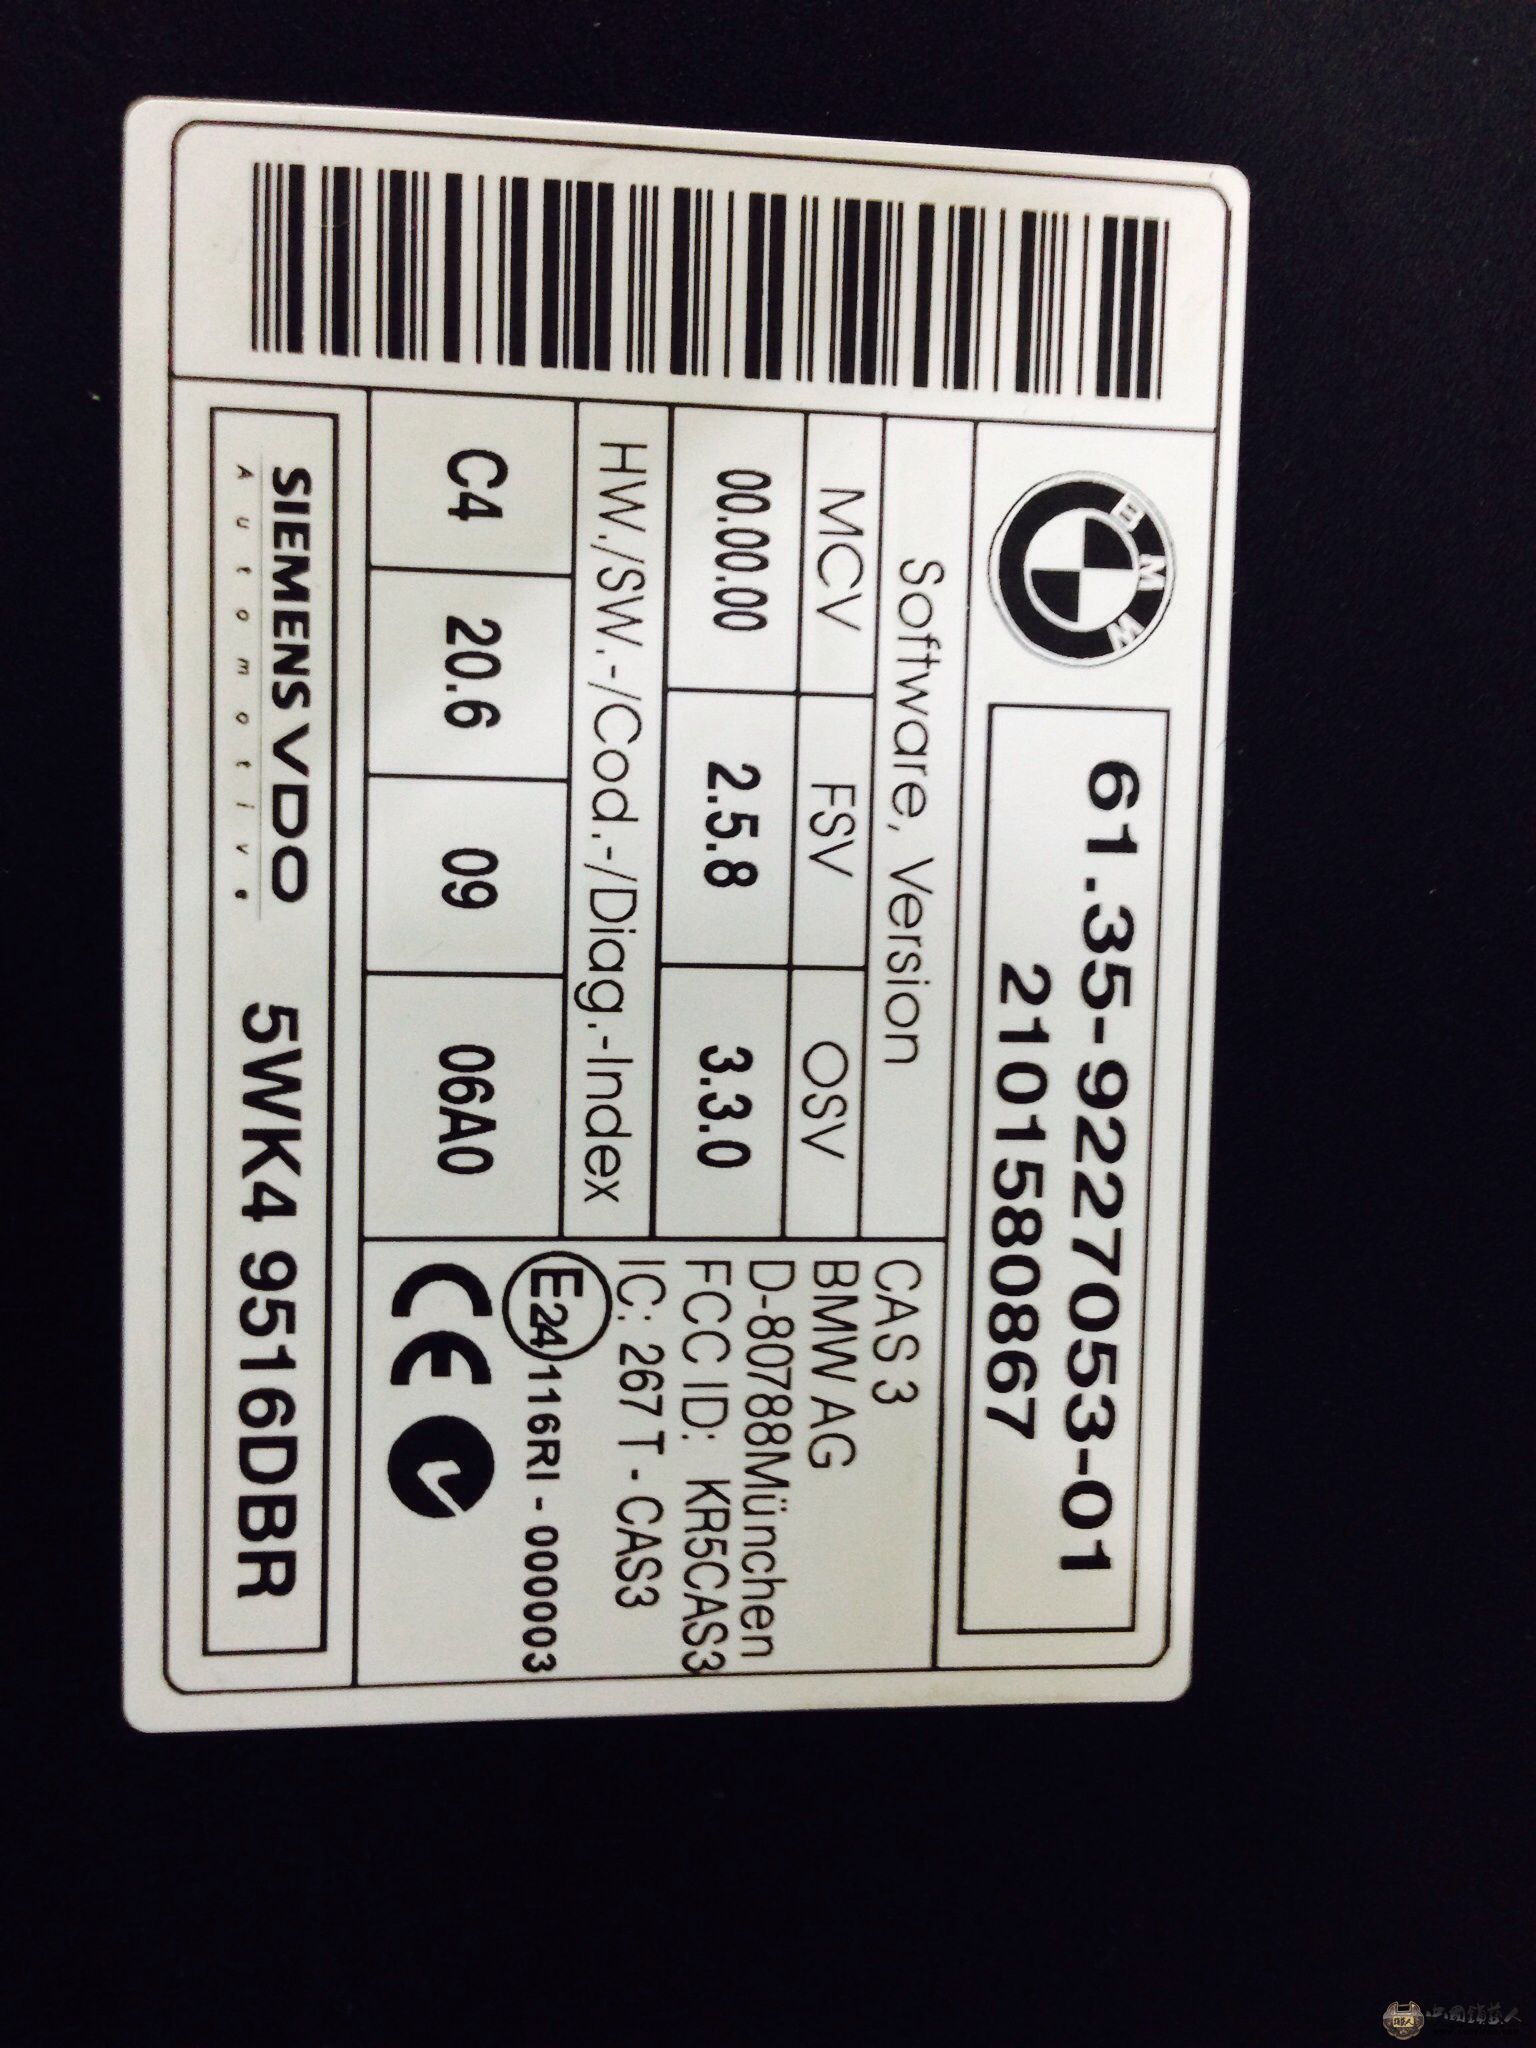 BMW
61.35-9227053-01
2101580867
Software, Version
MCV FSV OSV
00.00.00 2.5.8 3.3.0
HW./SW.-/Cod.-/Diag.-Index
C4 20.6 09 06A0
CAS 3
BMW AG
D-80788München
FCC ID: KR5CAS3
IC: 267 T - CAS3
E24 116RI - 000003
CE
SIEMENS VDO
Automotive
5WK4 9516DBR